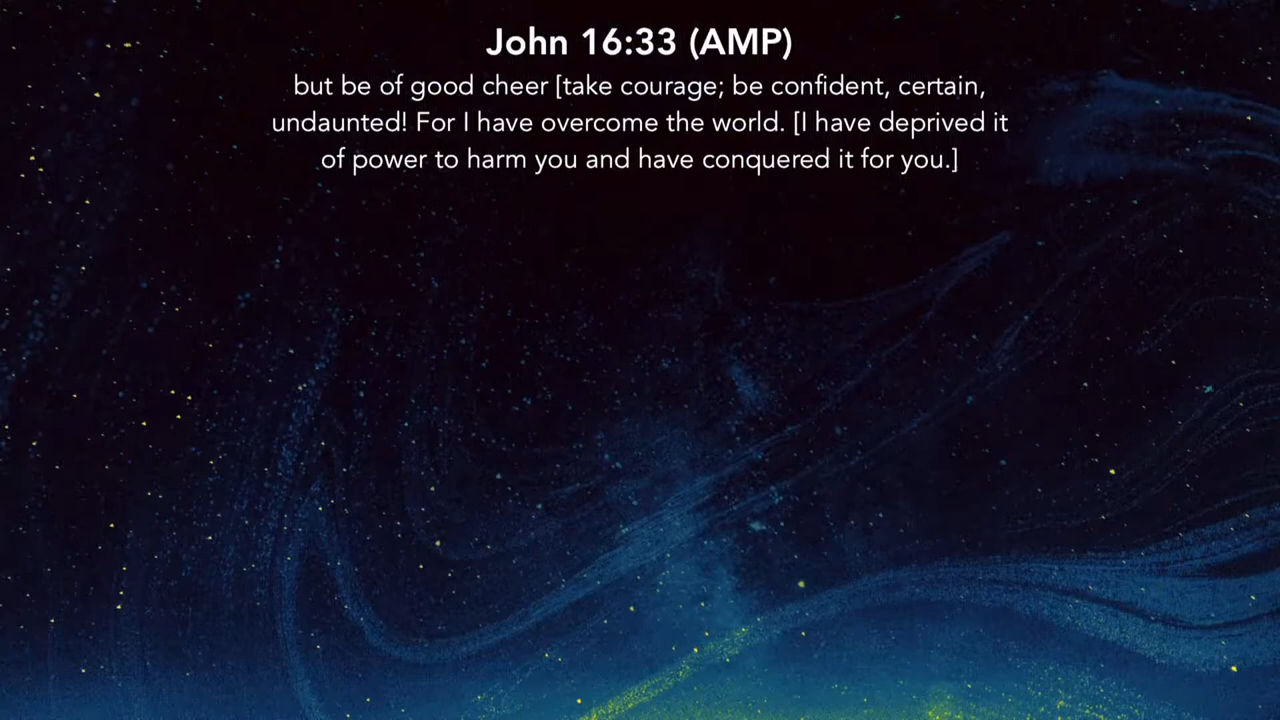 John 16:33 (AMP)
but be of good cheer [take courage; be confident, certain,
undaunted! For I have overcome the world. [I have deprived it
of power to harm you and have conquered it for you.]